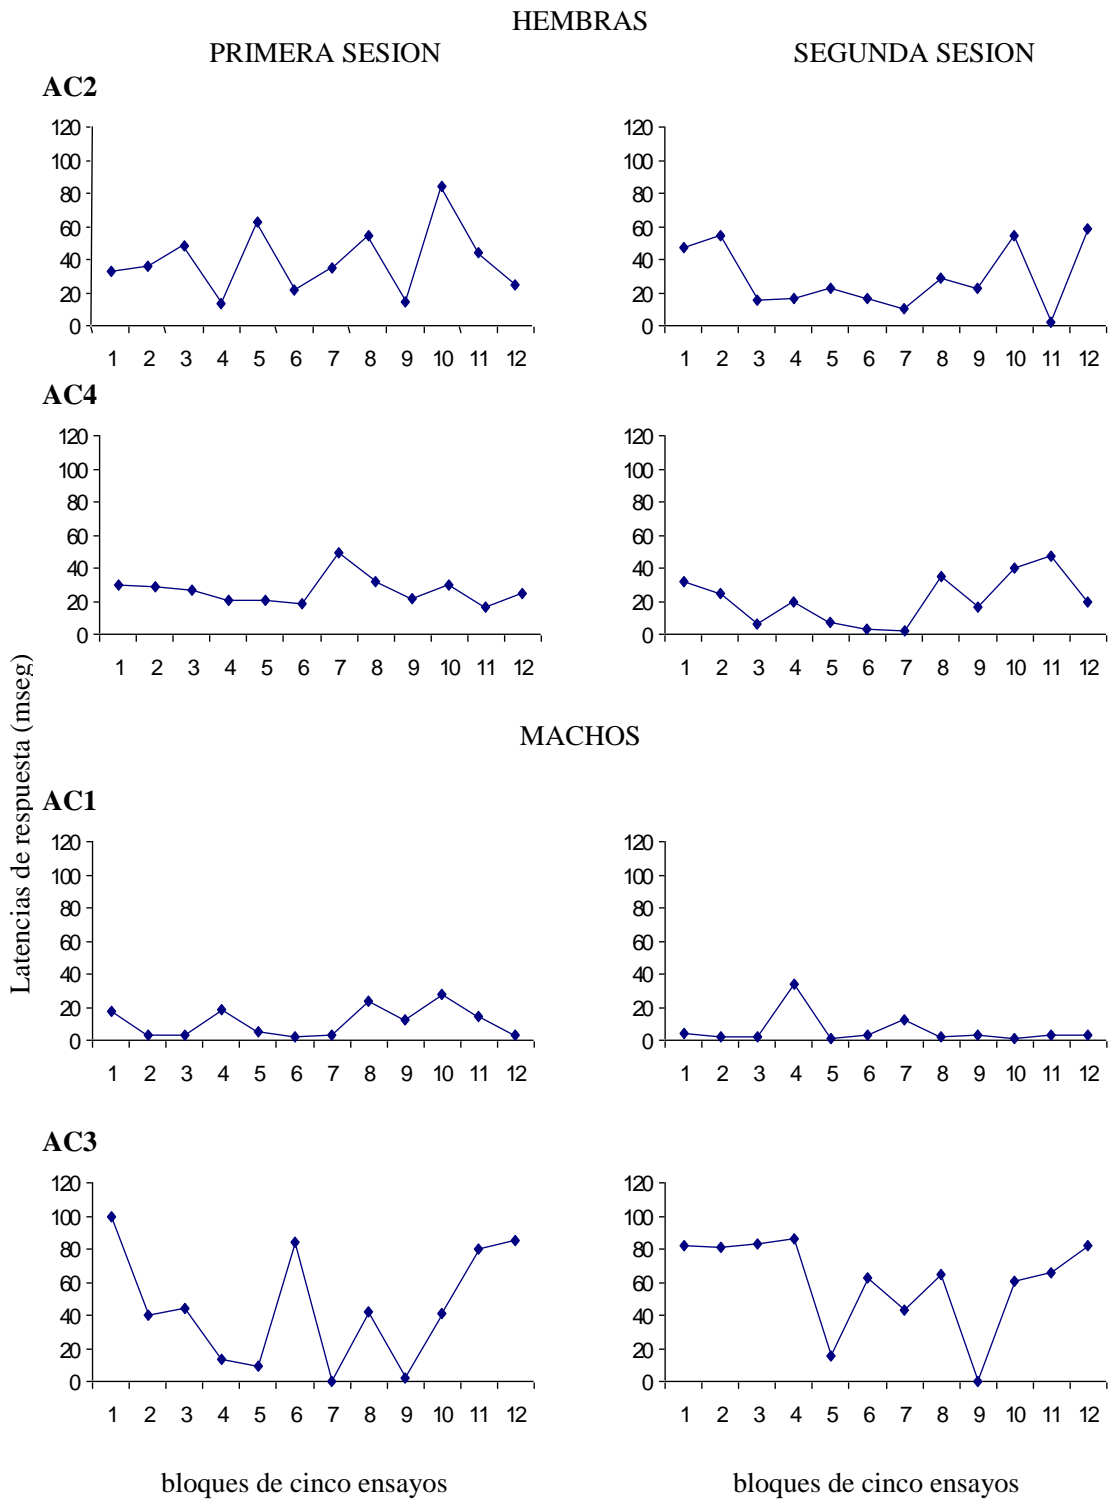 HEMBRAS
PRIMERA SESION SEGUNDA SESION
AC2
120 120
100 100
80 80
60 60
40 40
20 20
0 0
1 2 3 4 5 6 7 8 9 10 11 12 1 2 3 4 5 6 7 8 9 10 11 12
AC4
120 120
100 100
80 80
60 60
40 40
20 20
0 0
1 2 3 4 5 6 7 8 9 10 11 12 1 2 3 4 5 6 7 8 9 10 11 12
Latencias de respuesta (mseg)
MACHOS
AC1
120 120
100 100
80 80
60 60
40 40
20 20
0 0
1 2 3 4 5 6 7 8 9 10 11 12 1 2 3 4 5 6 7 8 9 10 11 12
AC3
120 120
100 100
80 80
60 60
40 40
20 20
0 0
1 2 3 4 5 6 7 8 9 10 11 12 1 2 3 4 5 6 7 8 9 10 11 12
bloques de cinco ensayos bloques de cinco ensayos